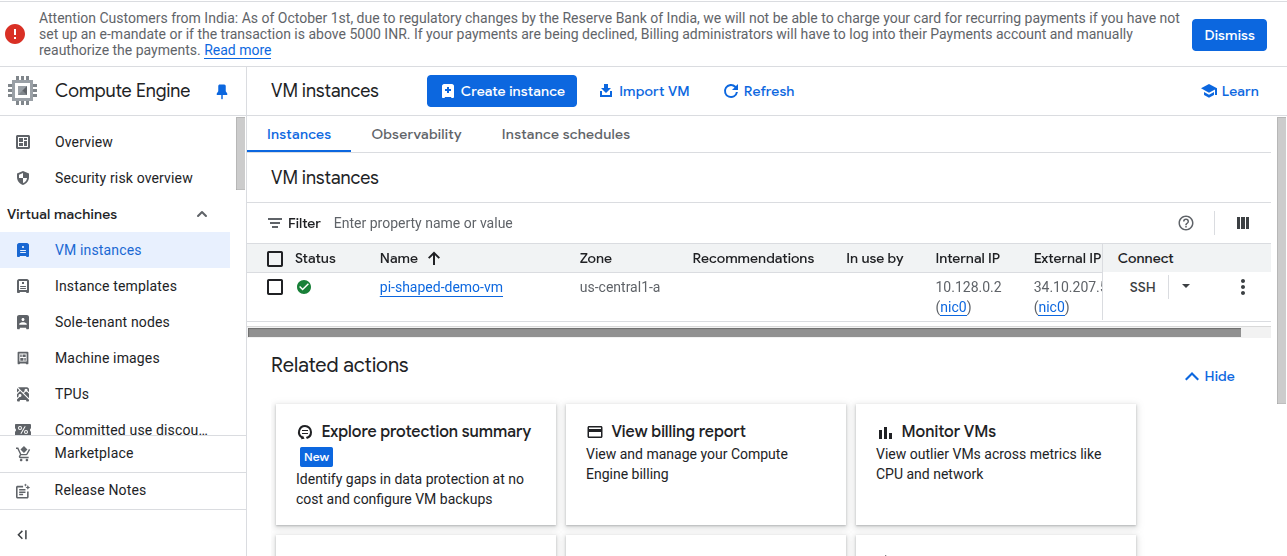 Attention Customers from India: As of October 1st, due to regulatory changes by the Reserve Bank of India, we will not be able to charge your card for recurring payments if you have not
set up an e-mandate or if the transaction is above 5000 INR. If your payments are being declined, Billing administrators will have to log into their Payments account and manually
reauthorize the payments. Read more
Dismiss
Compute Engine
VM instances
Create instance
Import VM
Refresh
Learn
Overview
Security risk overview
Virtual machines
VM instances
Instance templates
Sole-tenant nodes
Machine images
TPUs
Committed use discou...
Marketplace
Release Notes
Instances Observability Instance schedules
VM instances
Filter Enter property name or value
Status Name Zone Recommendations In use by Internal IP External IP Connect
pi-shaped-demo-vm us-central1-a 10.128.0.2 34.10.207. SSH
(nic0) (nic0)
Related actions
Hide
Explore protection summary
New
Identify gaps in data protection at no
cost and configure VM backups
View billing report
View and manage your Compute
Engine billing
Monitor VMs
View outlier VMs across metrics like
CPU and network